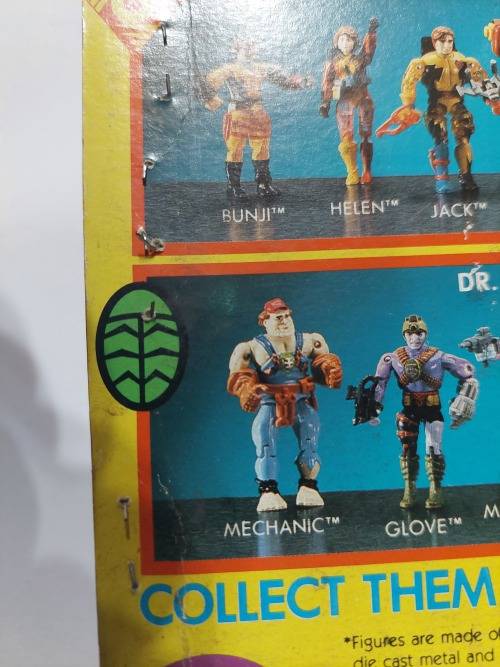 BUNJI™ HELEN™ JACK™
DR.
MECHANIC™ GLOVE™ M
COLLECT THEM
*Figures are made of
die cast metal and